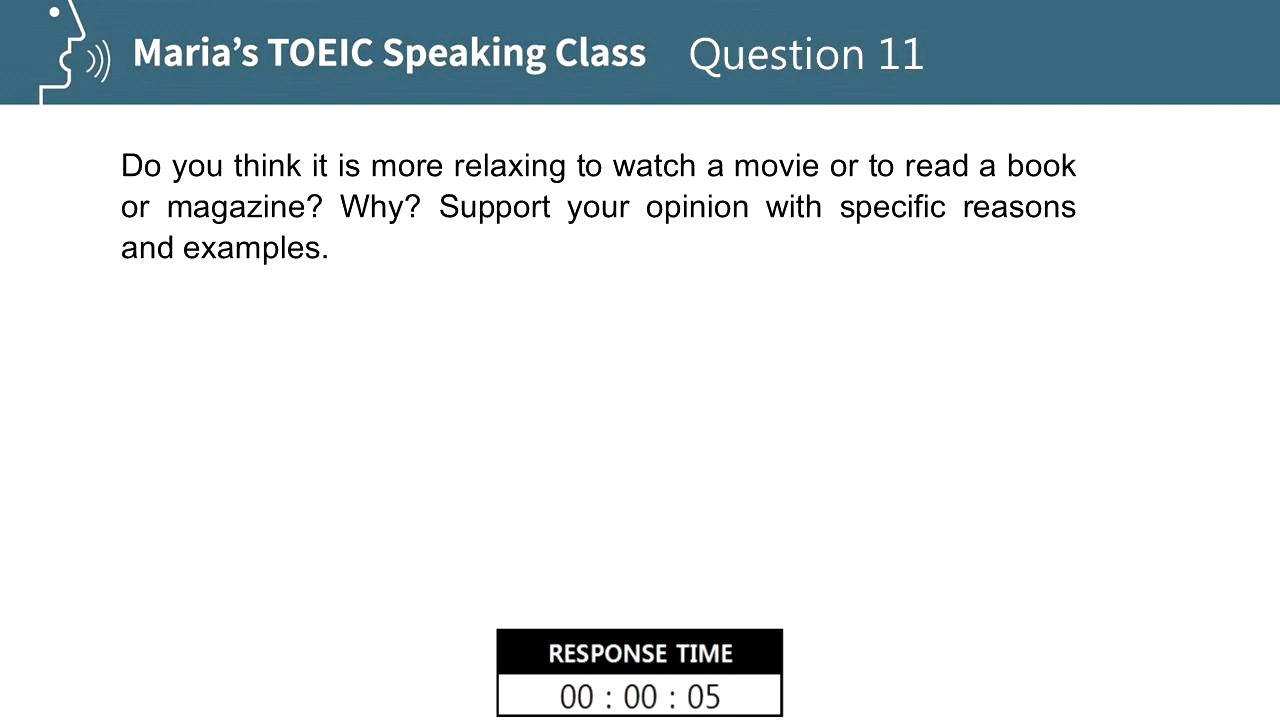 Maria’s TOEIC Speaking Class Question 11
Do you think it is more relaxing to watch a movie or to read a book
or magazine? Why? Support your opinion with specific reasons
and examples.
RESPONSE TIME
00 : 00 : 05